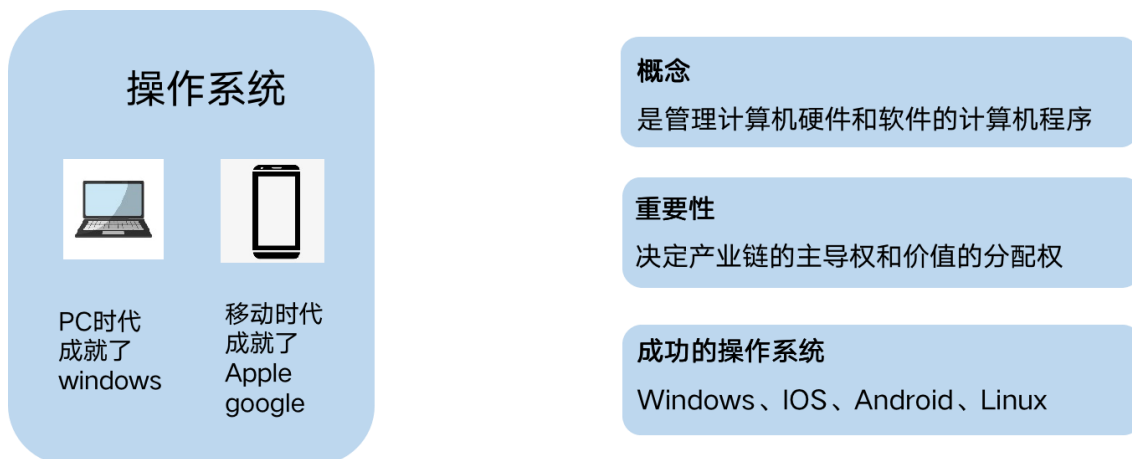 操作系统
PC时代
成就了
windows
移动时代
成就了
Apple
google
概念
是管理计算机硬件和软件的计算机程序
重要性
决定产业链的主导权和价值的分配权
成功的操作系统
Windows、IOS、Android、Linux